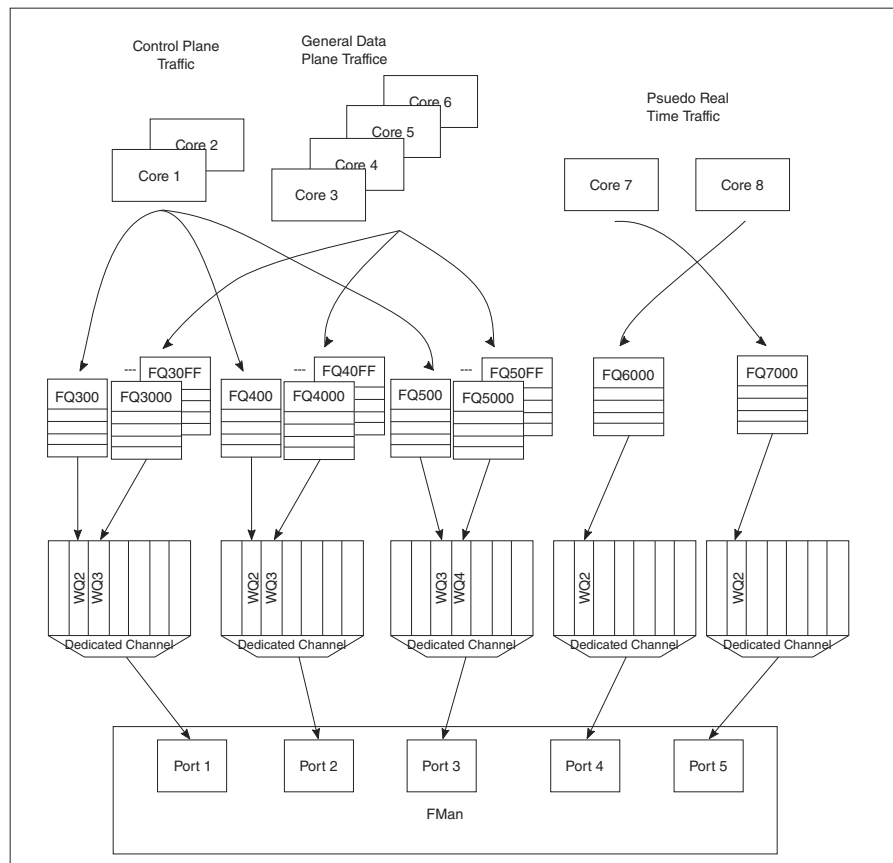 Control Plane
Traffic
General Data
Plane Traffice
Psuedo Real
Time Traffic
Core 6
Core 5
Core 2
Core 4
Core 1
Core 3
Core 7
Core 8
--- FQ30FF
--- FQ40FF
--- FQ50FF
FQ6000
FQ7000
FQ300
FQ3000
FQ400
FQ4000
FQ500
FQ5000
WQ2
WQ3
WQ2
WQ3
WQ3
WQ4
WQ2
WQ2
Dedicated Channel
Dedicated Channel
Dedicated Channel
Dedicated Channel
Dedicated Channel
Port 1
Port 2
Port 3
Port 4
Port 5
FMan